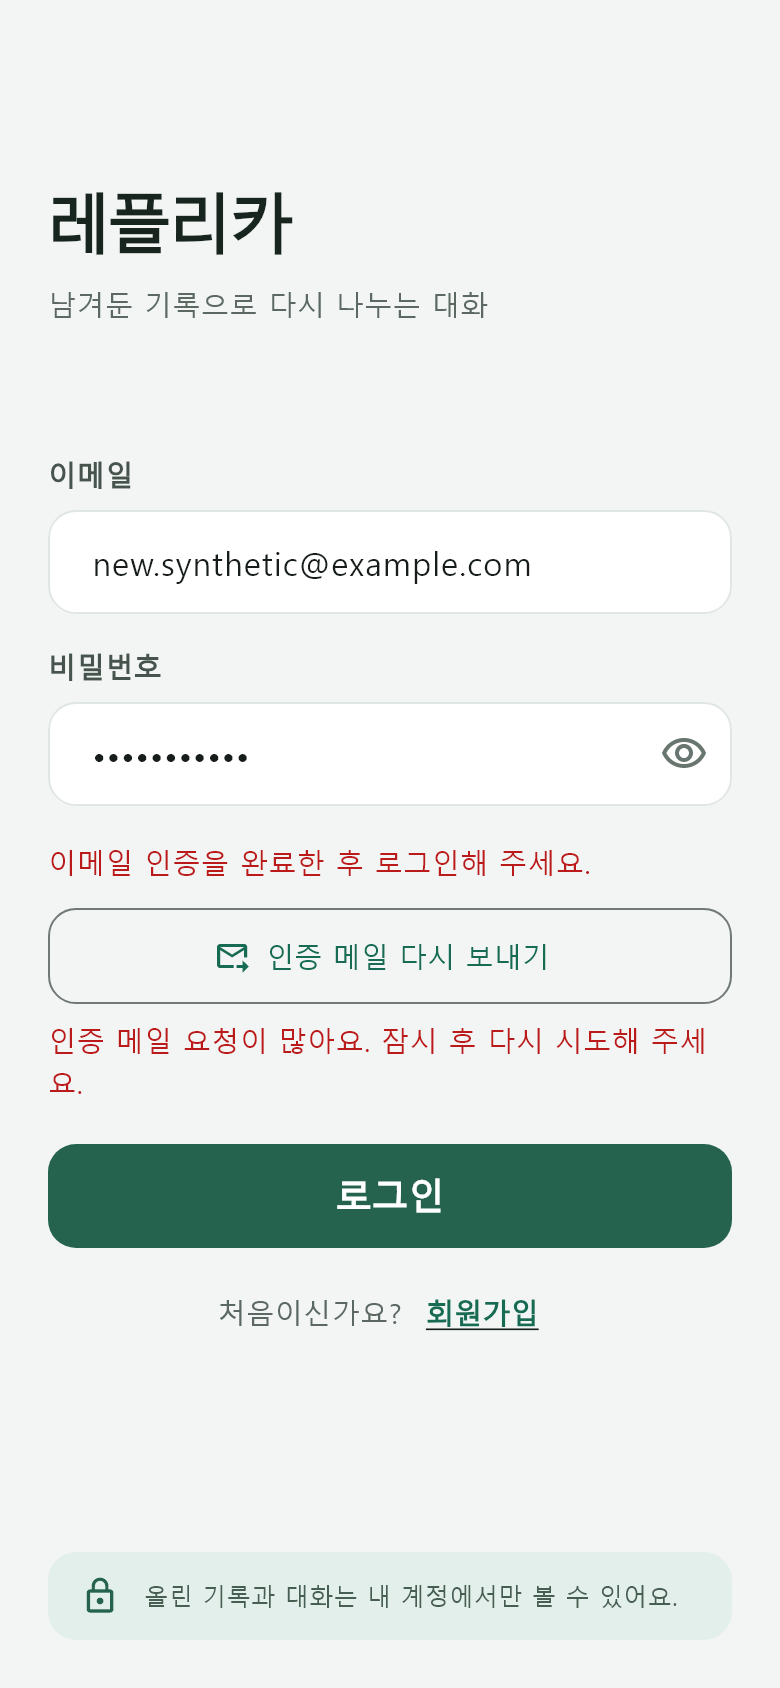 레플리카
남겨둔 기록으로 다시 나누는 대화
이메일
new.synthetic@example.com
비밀번호
•••••••••••
이메일 인증을 완료한 후 로그인해 주세요.
인증 메일 다시 보내기
인증 메일 요청이 많아요. 잠시 후 다시 시도해 주세
요.
로그인
처음이신가요? 회원가입
올린 기록과 대화는 내 계정에서만 볼 수 있어요.